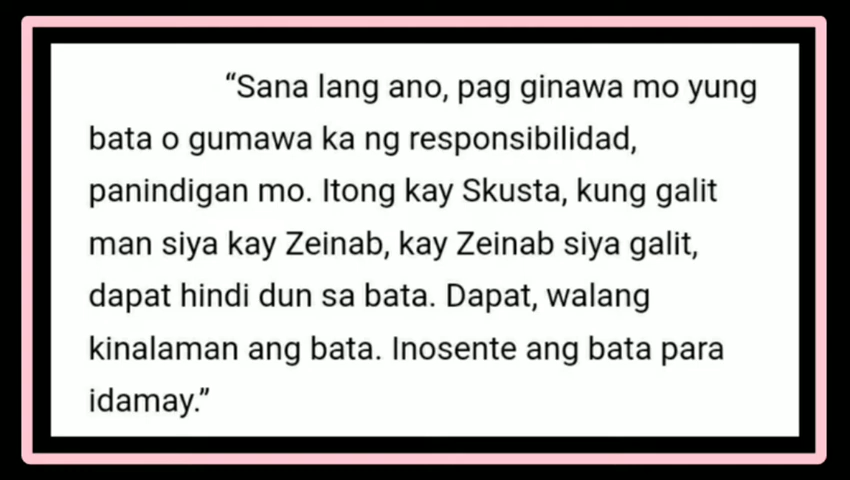 “Sana lang ano, pag ginawa mo yung
bata o gumawa ka ng responsibilidad,
panindigan mo. Itong kay Skusta, kung galit
man siya kay Zeinab, kay Zeinab siya galit,
dapat hindi dun sa bata. Dapat, walang
kinalaman ang bata. Inosente ang bata para
idamay.”